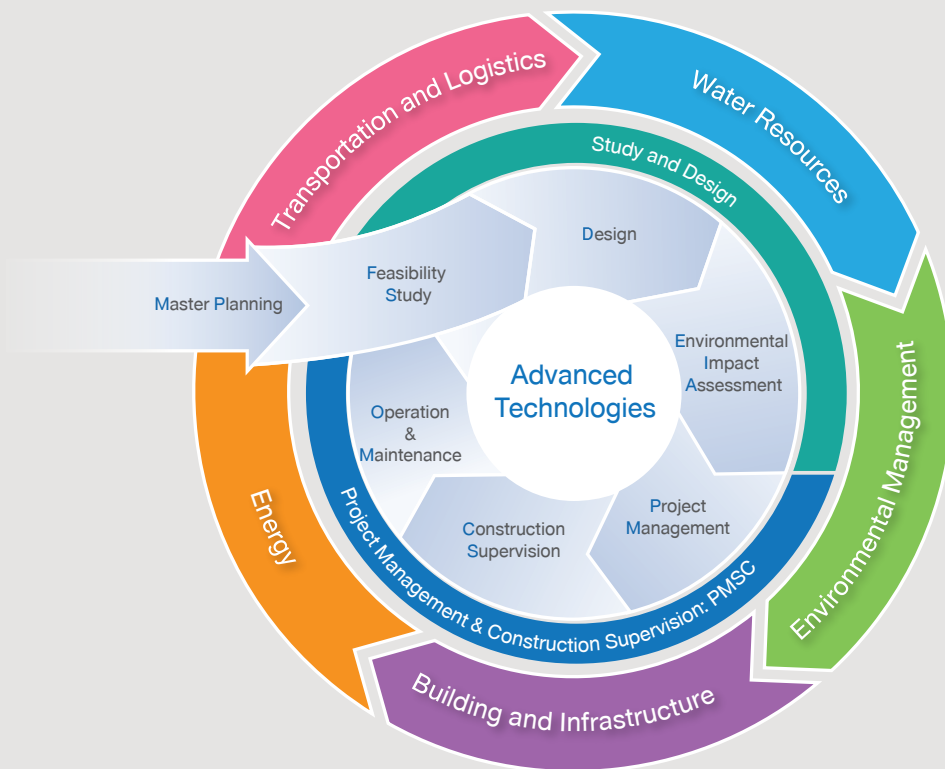 Transportation and Logistics
Water Resources
Study and Design
Design
Feasibility
Study
Master Planning
Environmental
Impact
Assessment
Advanced
Technologies
Operation
&
Maintenance
Project
Management
Construction
Supervision
Energy
Environmental Management
Project Management & Construction Supervision: PMSC
Building and Infrastructure